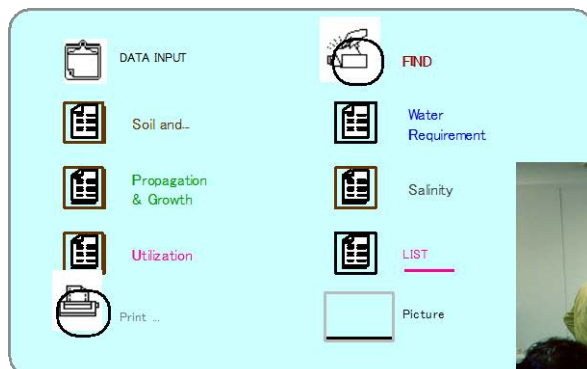 DATA INPUT
FIND
Soil and...
Water
Requirement
Propagation
& Growth
Salinity
Utilization
LIST
Print ...
Picture